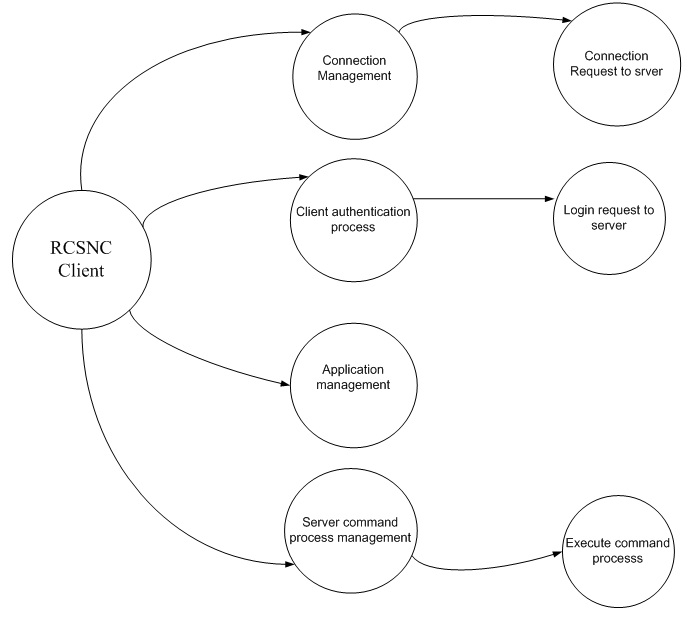 Connection
Management
Connection
Request to srver
Client authentication
process
Login request to
server
RCSNC
Client
Application
management
Server command
process management
Execute command
processs